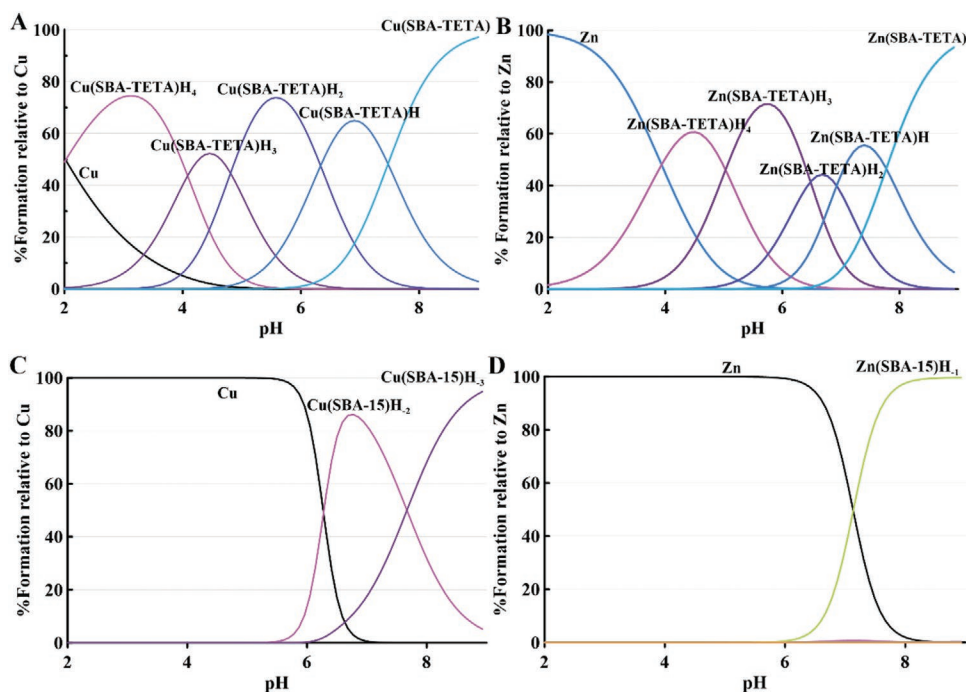 A
%Formation relative to Cu
100
80
60
40
20
0
2
4
6
8
pH
Cu
Cu(SBA-TETA)H₄
Cu(SBA-TETA)H₃
Cu(SBA-TETA)H₂
Cu(SBA-TETA)H
Cu(SBA-TETA)
B
% Formation relative to Zn
100
80
60
40
20
0
2
4
6
8
pH
Zn
Zn(SBA-TETA)H₄
Zn(SBA-TETA)H₃
Zn(SBA-TETA)H₂
Zn(SBA-TETA)H
Zn(SBA-TETA)
C
%Formation relative to Cu
100
80
60
40
20
0
2
4
6
8
pH
Cu
Cu(SBA-15)H₋₂
Cu(SBA-15)H₋₃
D
%Formation relative to Zn
100
80
60
40
20
0
2
4
6
8
pH
Zn
Zn(SBA-15)H₋₁